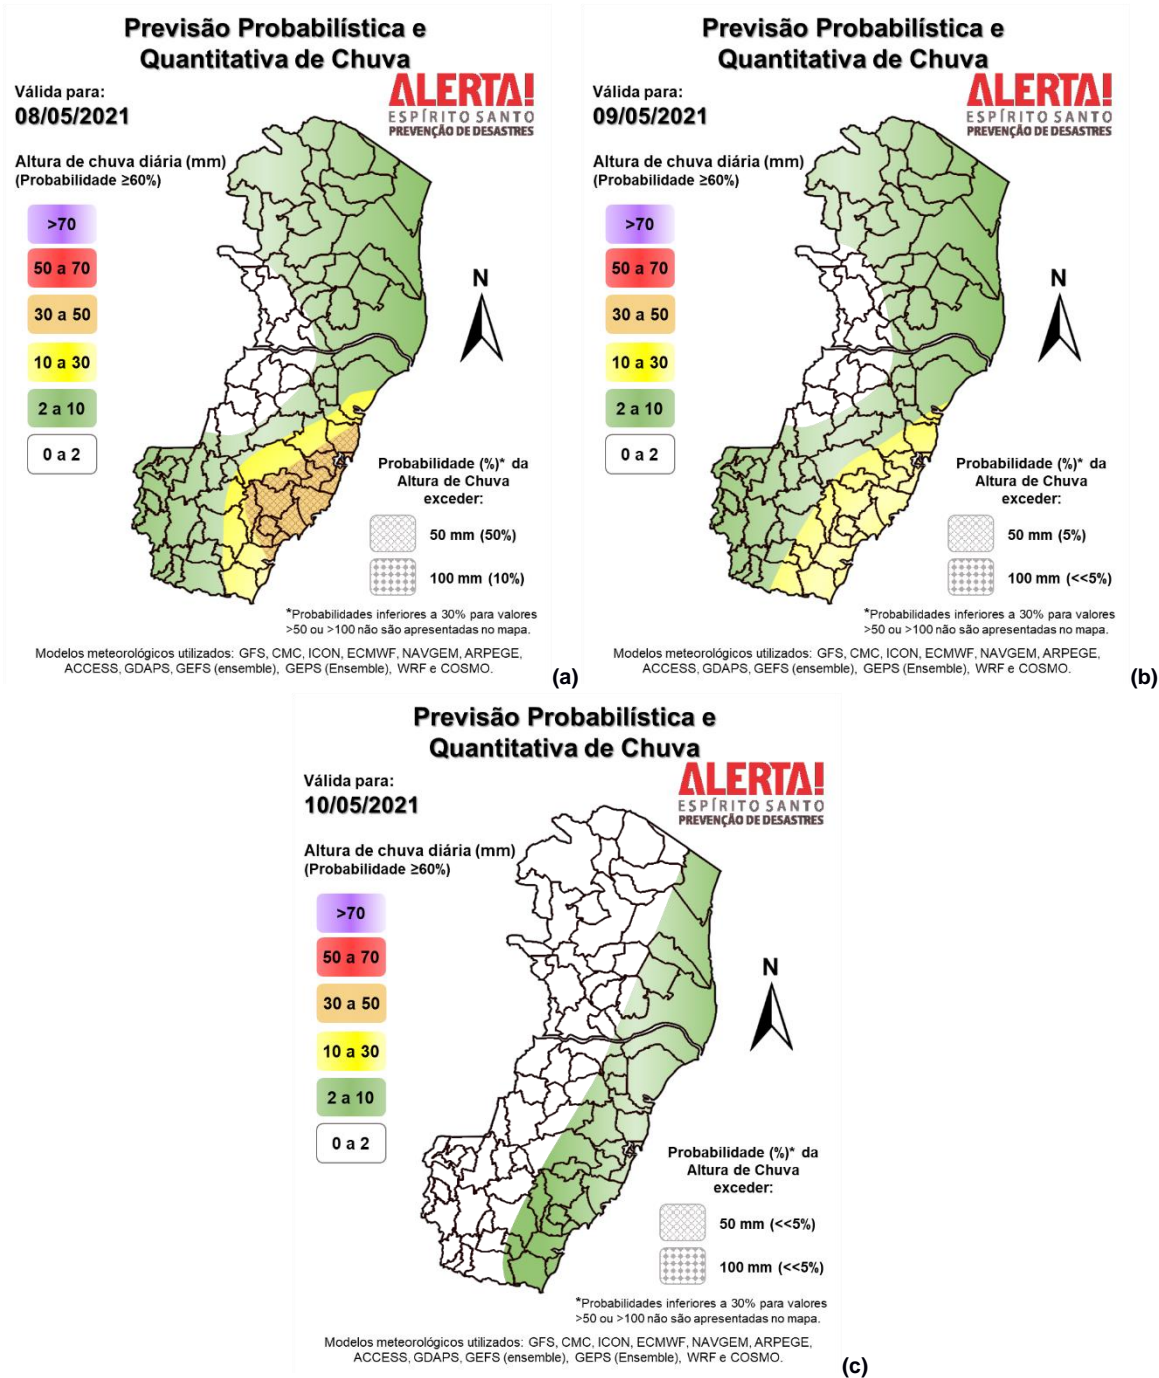 Previsão Probabilística e
Quantitativa de Chuva
Válida para:
08/05/2021
ALERTA!
ESPÍRITO SANTO
PREVENÇÃO DE DESASTRES
Altura de chuva diária (mm)
(Probabilidade ≥60%)
>70
50 a 70
30 a 50
10 a 30
2 a 10
0 a 2
N
Probabilidade (%)* da
Altura de Chuva
exceder:
50 mm (50%)
100 mm (10%)
*Probabilidades inferiores a 30% para valores
>50 ou >100 não são apresentadas no mapa.
Modelos meteorológicos utilizados: GFS, CMC, ICON, ECMWF, NAVGEM, ARPEGE,
ACCESS, GDAPS, GEFS (ensemble), GEPS (Ensemble), WRF e COSMO.
(a)
Previsão Probabilística e
Quantitativa de Chuva
Válida para:
09/05/2021
ALERTA!
ESPÍRITO SANTO
PREVENÇÃO DE DESASTRES
Altura de chuva diária (mm)
(Probabilidade ≥60%)
>70
50 a 70
30 a 50
10 a 30
2 a 10
0 a 2
N
Probabilidade (%)* da
Altura de Chuva
exceder:
50 mm (5%)
100 mm (<<5%)
*Probabilidades inferiores a 30% para valores
>50 ou >100 não são apresentadas no mapa.
Modelos meteorológicos utilizados: GFS, CMC, ICON, ECMWF, NAVGEM, ARPEGE,
ACCESS, GDAPS, GEFS (ensemble), GEPS (Ensemble), WRF e COSMO.
(b)
Previsão Probabilística e
Quantitativa de Chuva
Válida para:
10/05/2021
ALERTA!
ESPÍRITO SANTO
PREVENÇÃO DE DESASTRES
Altura de chuva diária (mm)
(Probabilidade ≥60%)
>70
50 a 70
30 a 50
10 a 30
2 a 10
0 a 2
N
Probabilidade (%)* da
Altura de Chuva
exceder:
50 mm (<<5%)
100 mm (<<5%)
*Probabilidades inferiores a 30% para valores
>50 ou >100 não são apresentadas no mapa.
Modelos meteorológicos utilizados: GFS, CMC, ICON, ECMWF, NAVGEM, ARPEGE,
ACCESS, GDAPS, GEFS (ensemble), GEPS (Ensemble), WRF e COSMO.
(c)